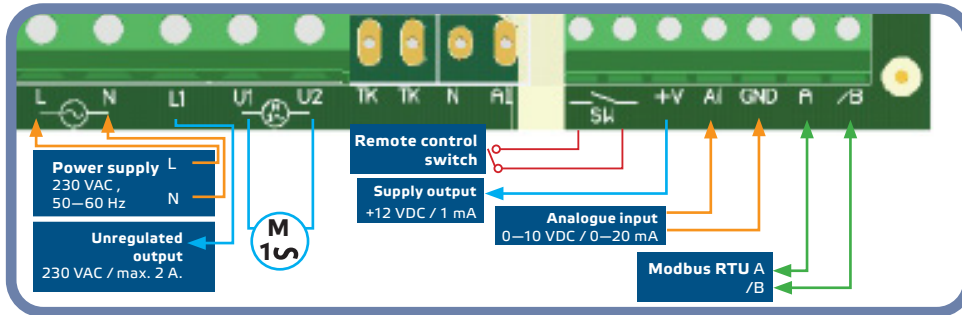 L N L1 U1 U2 TK TK N AI SW +V AI GND A /B
Remote control
switch
Power supply L
230 VAC ,
50—60 Hz N
Supply output
+12 VDC / 1 mA
Analogue input
0—10 VDC / 0—20 mA
Unregulated
output
230 VAC / max. 2 A.
M
1∽
Modbus RTU A
/B